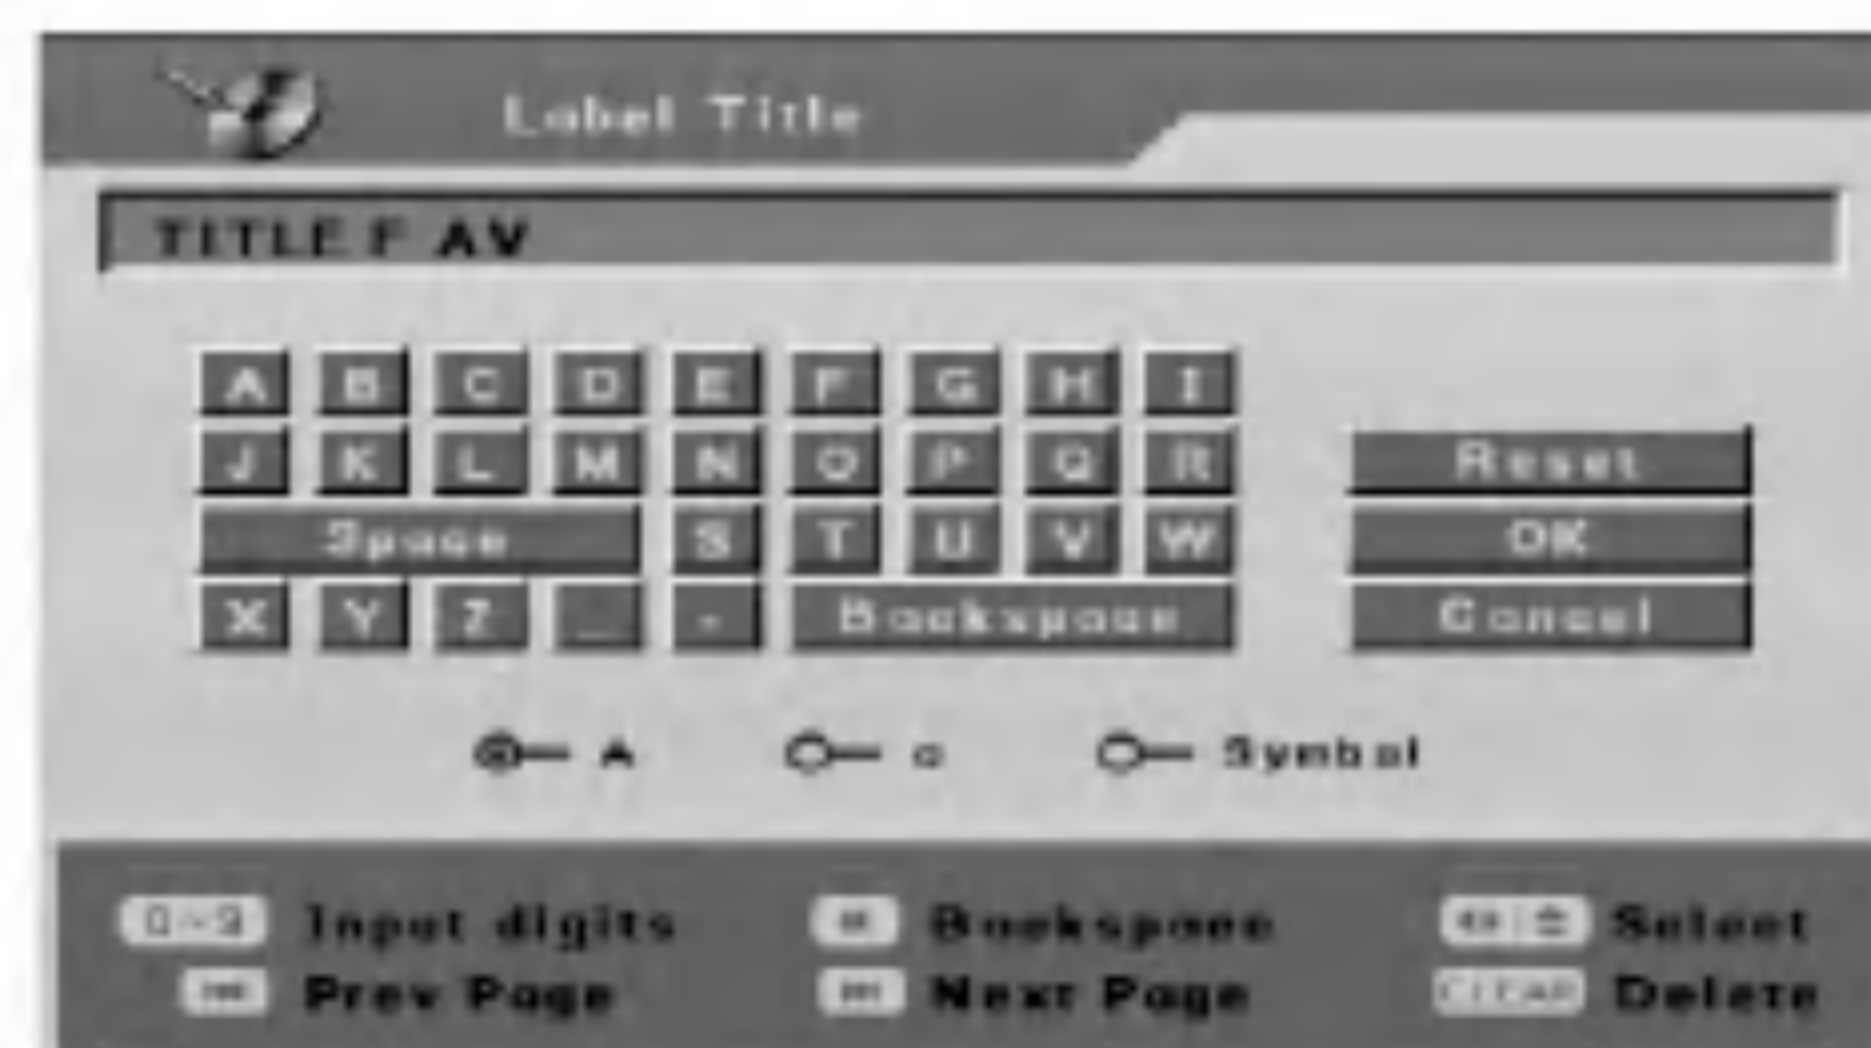 Label Title
TITLE F AV
A B C D E F G H I
J K L M N O P Q R Reset
Space S T U V W OK
X Y Z _ - Backspace Cancel
A a Symbol
0~9 Input digits Backspace Select
Prev Page Next Page CLEAR Delete